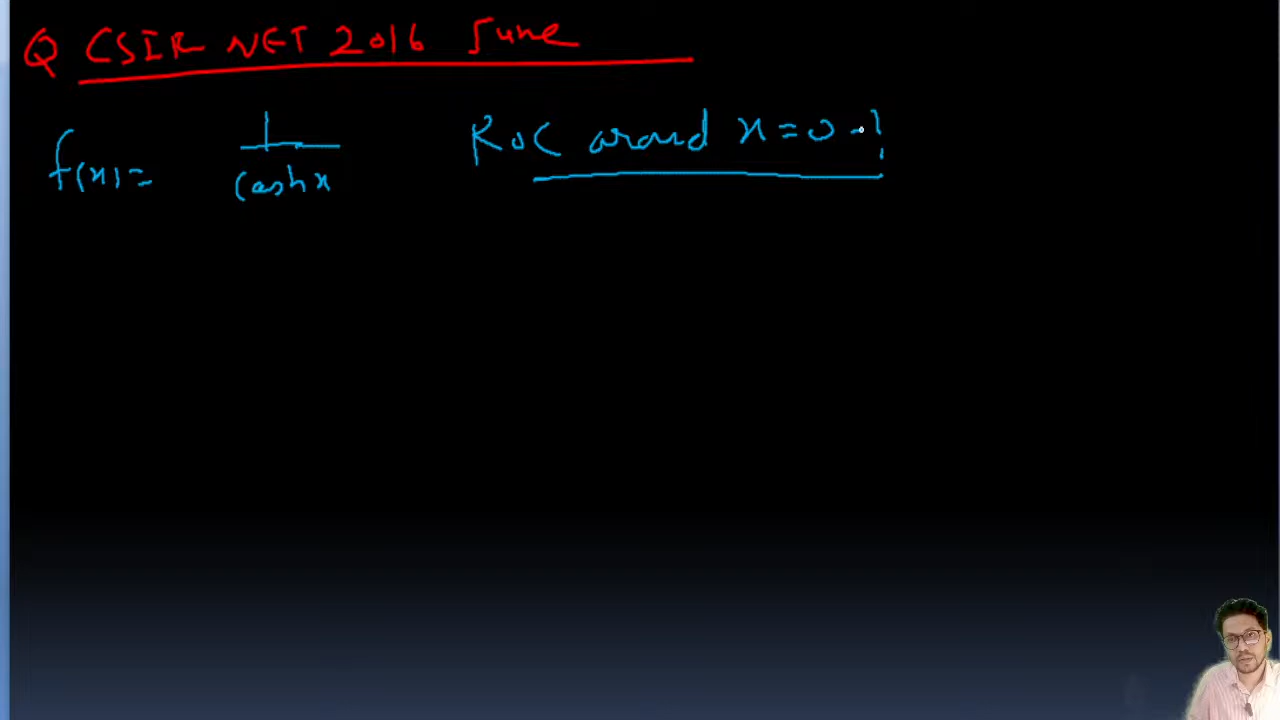 Q CSIR NET 2016 June
f(x) = 1 / cosh x RoC around x = 0 - ?